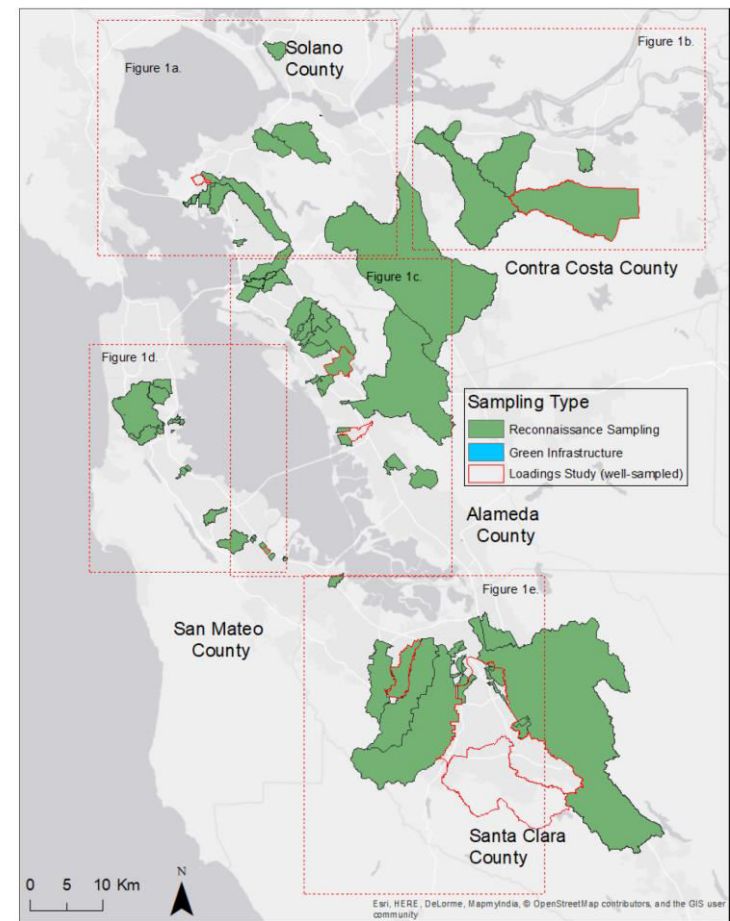 Solano
County
Figure 1a.
Figure 1b.
Contra Costa County
Figure 1c.
Figure 1d.
Sampling Type
Reconnaissance Sampling
Green Infrastructure
Loadings Study (well-sampled)
Alameda
County
Figure 1e.
San Mateo
County
Santa Clara
County
N
0 5 10 Km
Esri, HERE, DeLorme, MapmyIndia, © OpenStreetMap contributors, and the GIS user
community